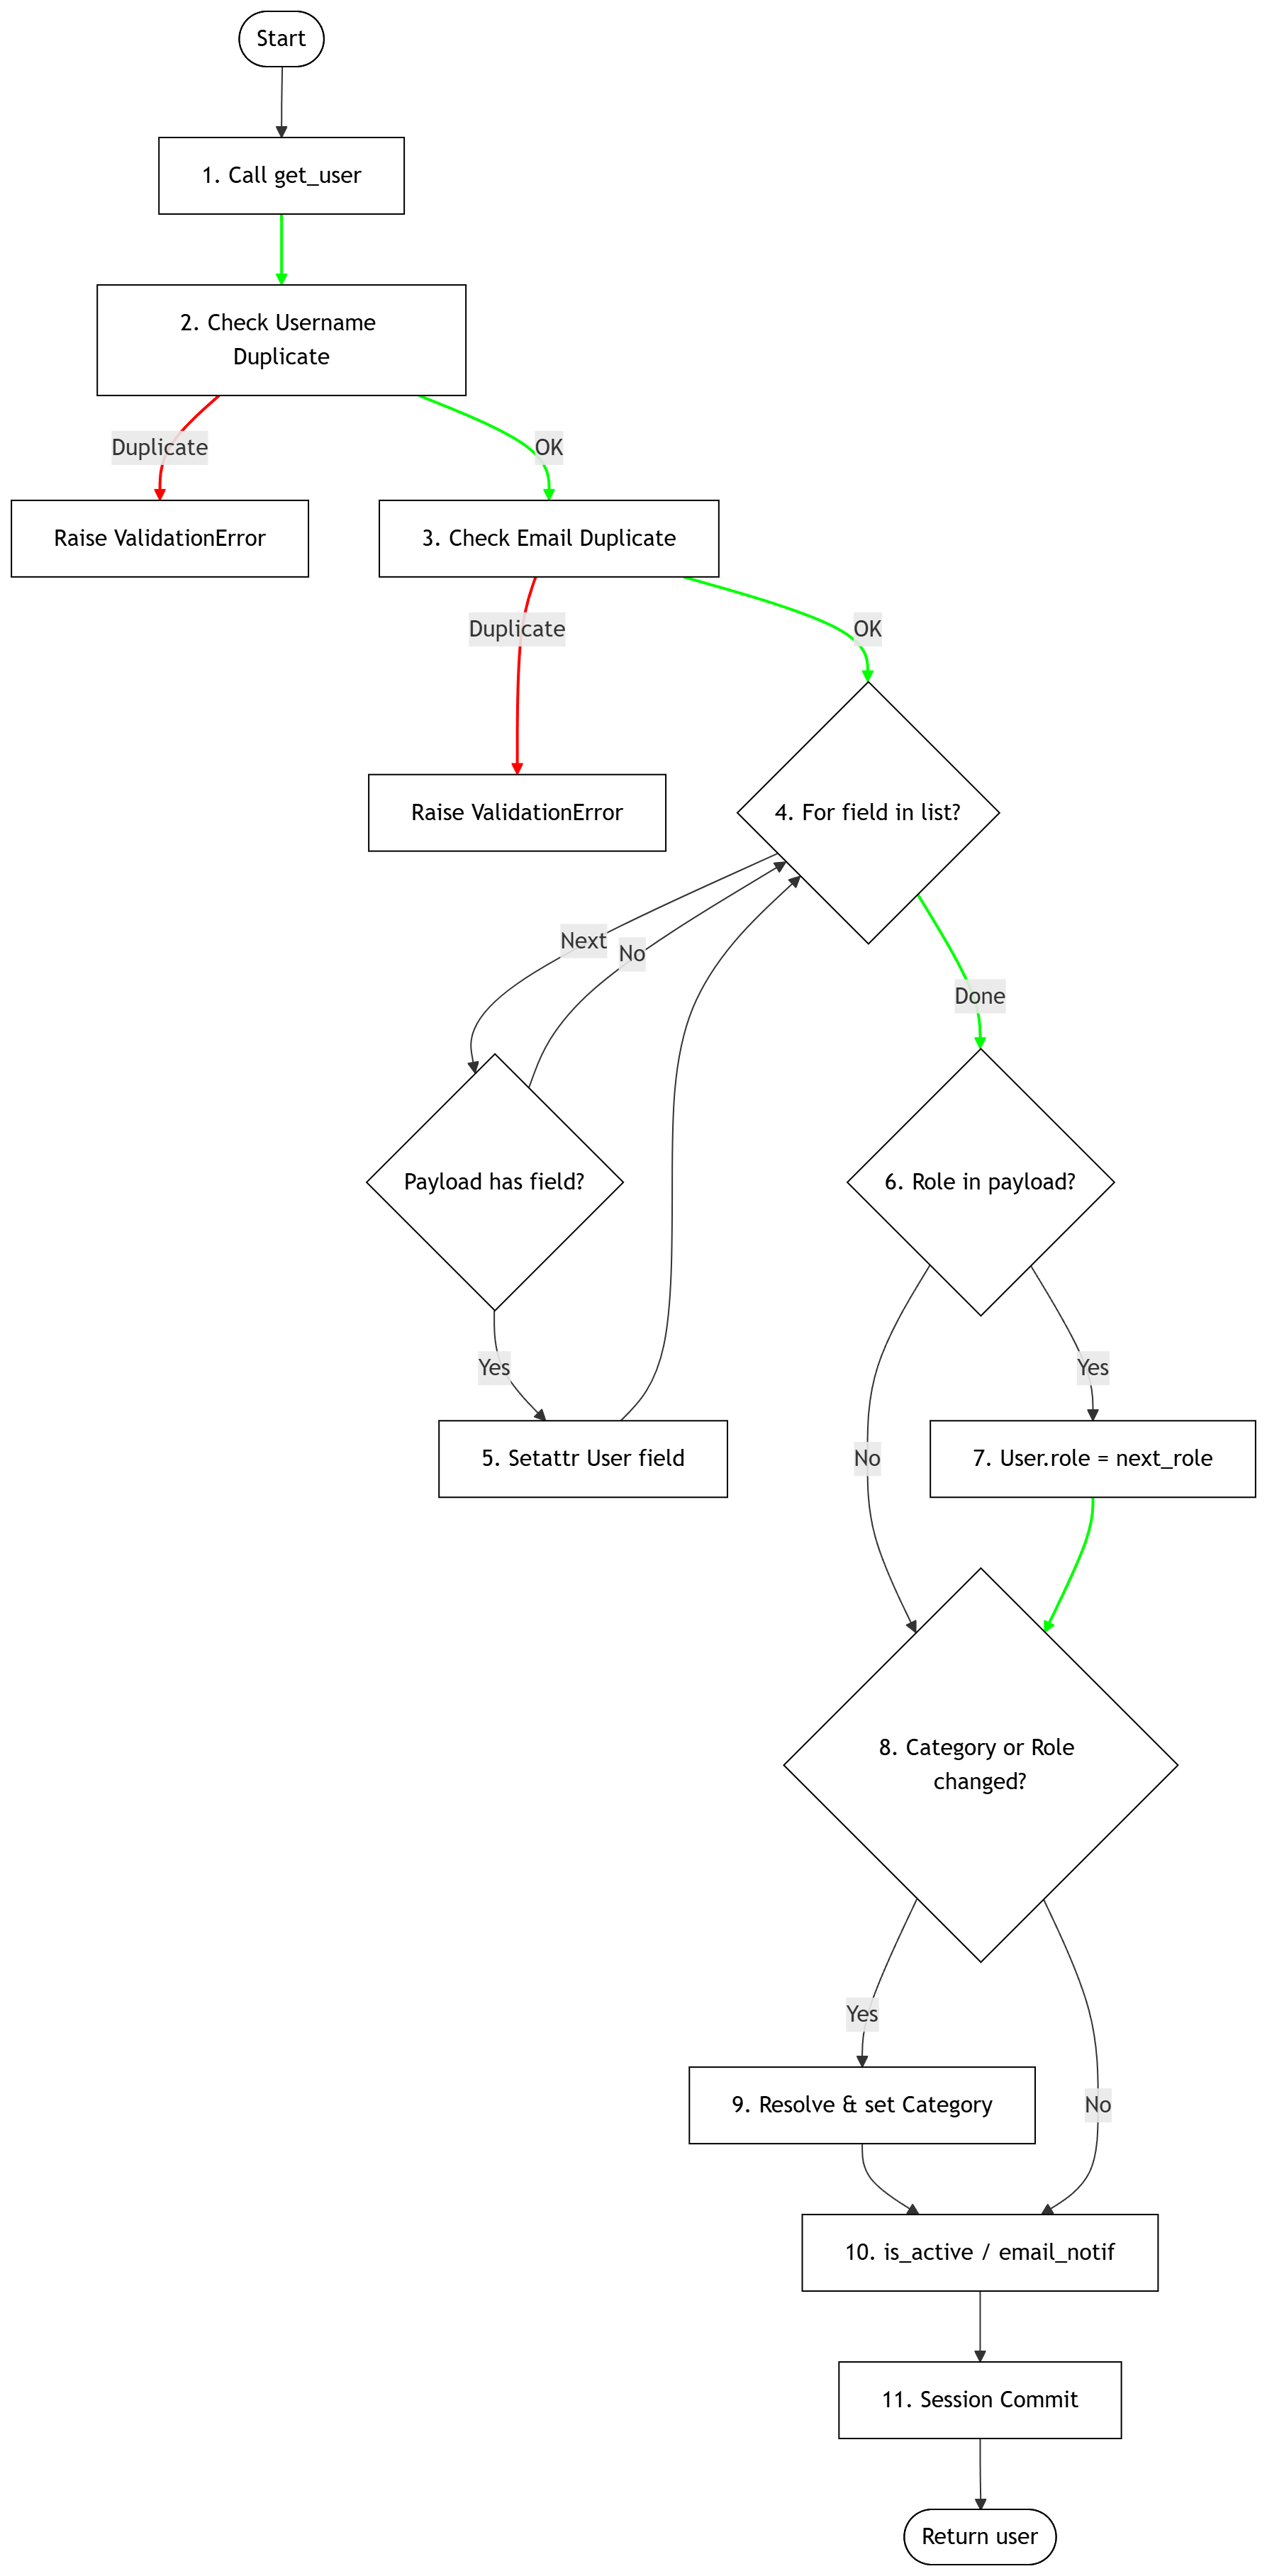 Start
1. Call get_user
2. Check Username
Duplicate
Duplicate
OK
Raise ValidationError
3. Check Email Duplicate
Duplicate
OK
Raise ValidationError
4. For field in list?
Next
No
Done
Payload has field?
6. Role in payload?
Yes
Yes
No
5. Setattr User field
7. User.role = next_role
8. Category or Role
changed?
Yes
No
9. Resolve & set Category
10. is_active / email_notif
11. Session Commit
Return user